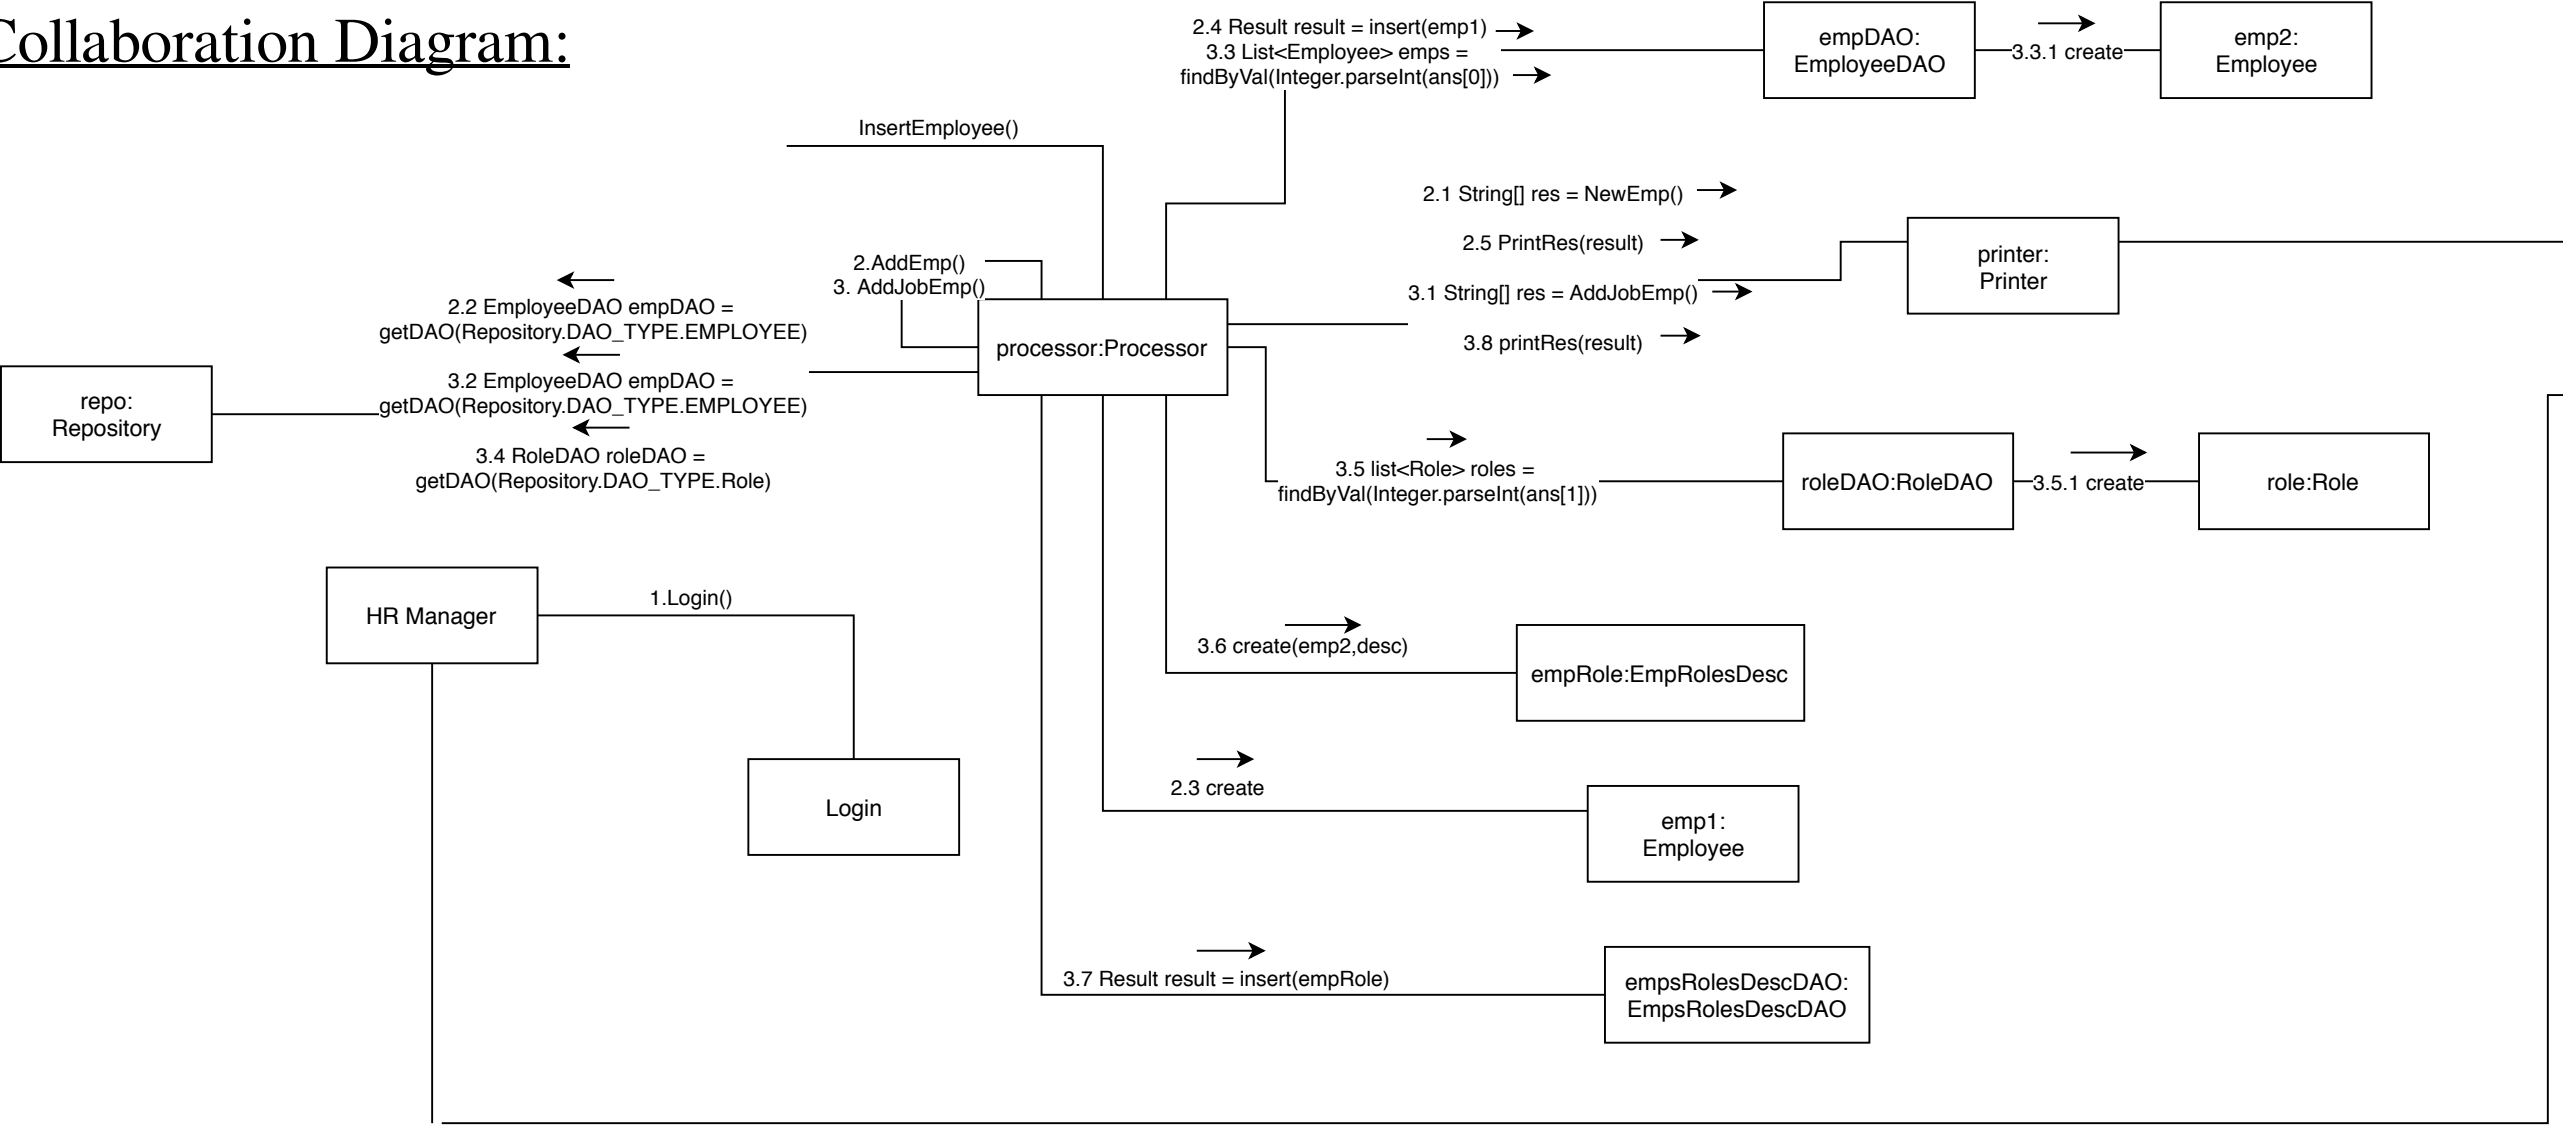 Collaboration Diagram:
2.4 Result result = insert(emp1)
3.3 List<Employee> emps =
findByVal(Integer.parseInt(ans[0]))
empDAO:
EmployeeDAO
3.3.1 create
emp2:
Employee
InsertEmployee()
2.1 String[] res = NewEmp()
2.5 PrintRes(result)
3.1 String[] res = AddJobEmp()
3.8 printRes(result)
printer:
Printer
2.AddEmp()
3. AddJobEmp()
processor:Processor
2.2 EmployeeDAO empDAO =
getDAO(Repository.DAO_TYPE.EMPLOYEE)
3.2 EmployeeDAO empDAO =
getDAO(Repository.DAO_TYPE.EMPLOYEE)
3.4 RoleDAO roleDAO =
getDAO(Repository.DAO_TYPE.Role)
repo:
Repository
3.5 list<Role> roles =
findByVal(Integer.parseInt(ans[1]))
roleDAO:RoleDAO
3.5.1 create
role:Role
HR Manager
1.Login()
Login
3.6 create(emp2,desc)
empRole:EmpRolesDesc
2.3 create
emp1:
Employee
3.7 Result result = insert(empRole)
empsRolesDescDAO:
EmpsRolesDescDAO